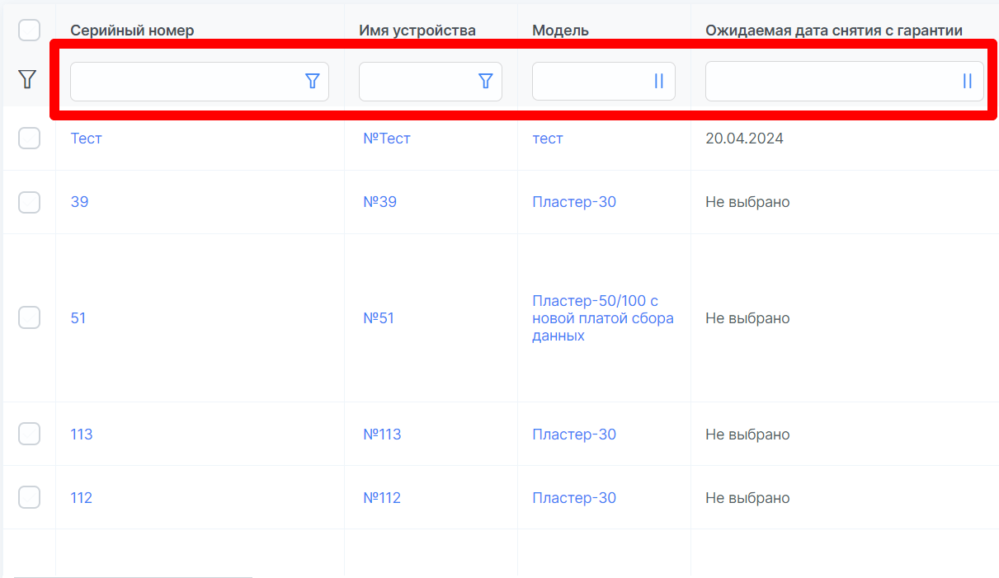 Серийный номер Имя устройства Модель Ожидаемая дата снятия с гарантии
Тест №Тест тест 20.04.2024
39 №39 Пластер-30 Не выбрано
51 №51 Пластер-50/100 с
новой платой сбора
данных Не выбрано
113 №113 Пластер-30 Не выбрано
112 №112 Пластер-30 Не выбрано